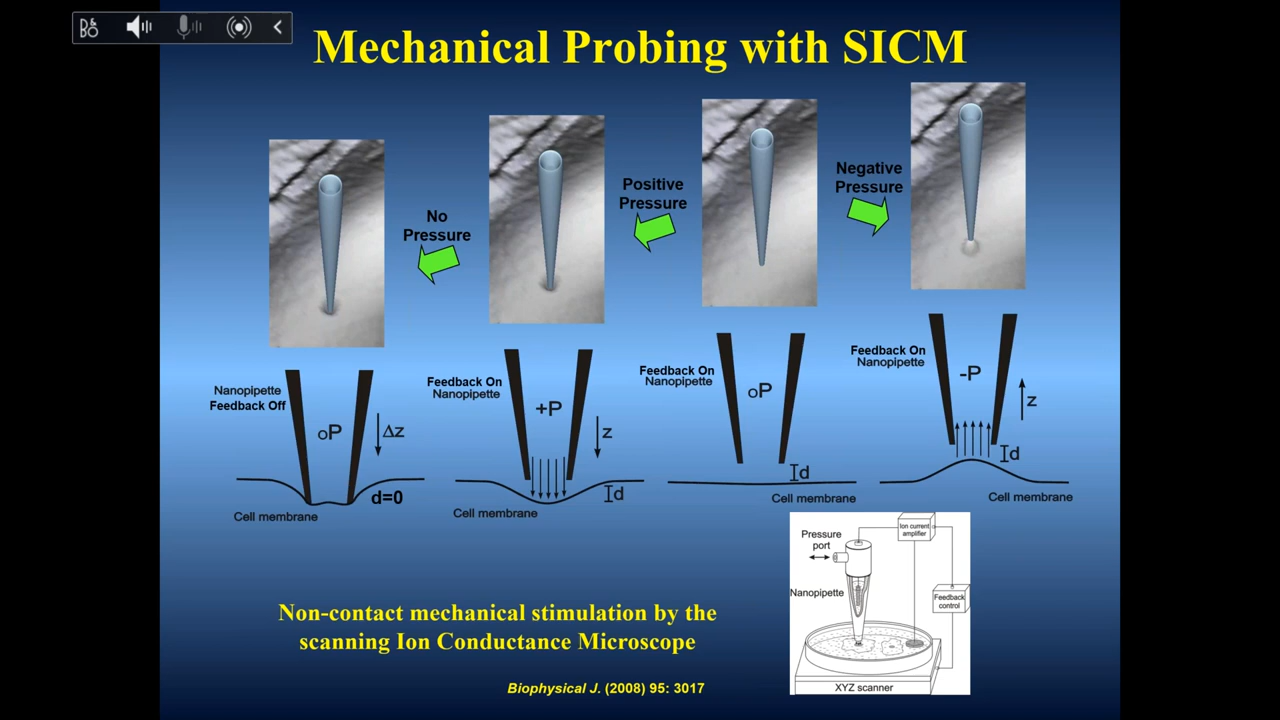 B&O
Mechanical Probing with SICM
No
Pressure
Positive
Pressure
Negative
Pressure
Nanopipette
Feedback Off
oP
Δz
d=0
Cell membrane
Feedback On
Nanopipette
+P
z
d
Cell membrane
Feedback On
Nanopipette
oP
d
Cell membrane
Feedback On
Nanopipette
-P
z
d
Cell membrane
Pressure
port
Ion current
amplifier
Nanopipette
Feedback
control
XYZ scanner
Non-contact mechanical stimulation by the
scanning Ion Conductance Microscope
Biophysical J. (2008) 95: 3017